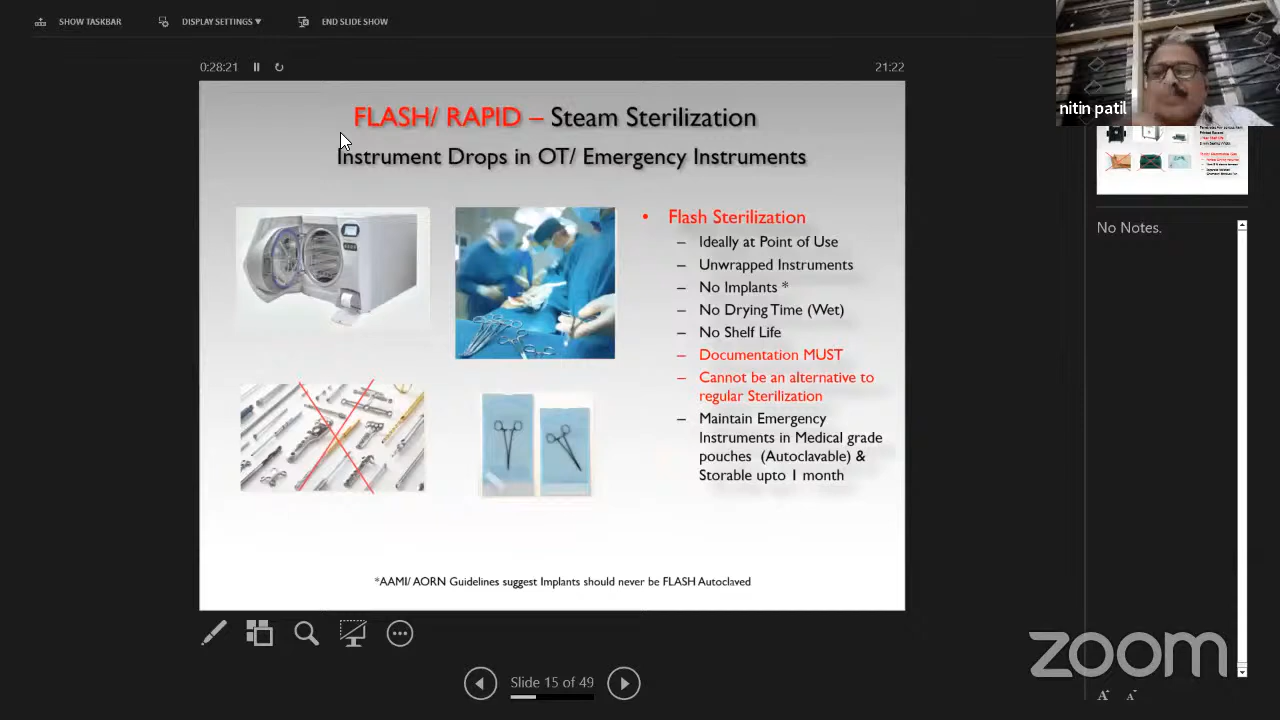 SHOW TASKBAR
DISPLAY SETTINGS ▼
END SLIDE SHOW
0:28:21
21:22
nitin patil
FLASH/ RAPID – Steam Sterilization
Instrument Drops in OT/ Emergency Instruments
• Flash Sterilization
– Ideally at Point of Use
– Unwrapped Instruments
– No Implants *
– No Drying Time (Wet)
– No Shelf Life
– Documentation MUST
– Cannot be an alternative to
regular Sterilization
– Maintain Emergency
Instruments in Medical grade
pouches (Autoclavable) &
Storable upto 1 month
*AAMI/ AORN Guidelines suggest Implants should never be FLASH Autoclaved
No Notes.
Slide 15 of 49
zoom
A A